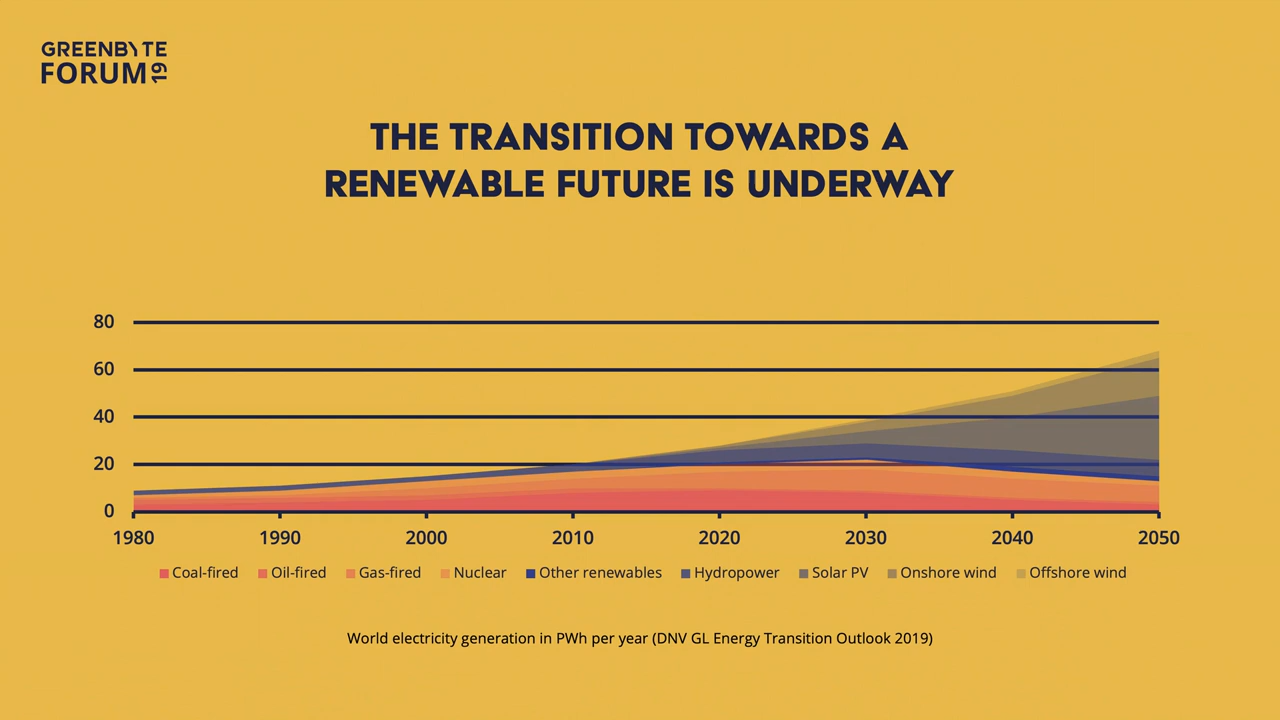 GREENBYTE
FORUM 19
THE TRANSITION TOWARDS A
RENEWABLE FUTURE IS UNDERWAY
80
60
40
20
0
1980 1990 2000 2010 2020 2030 2040 2050
Coal-fired Oil-fired Gas-fired Nuclear Other renewables Hydropower Solar PV Onshore wind Offshore wind
World electricity generation in PWh per year (DNV GL Energy Transition Outlook 2019)